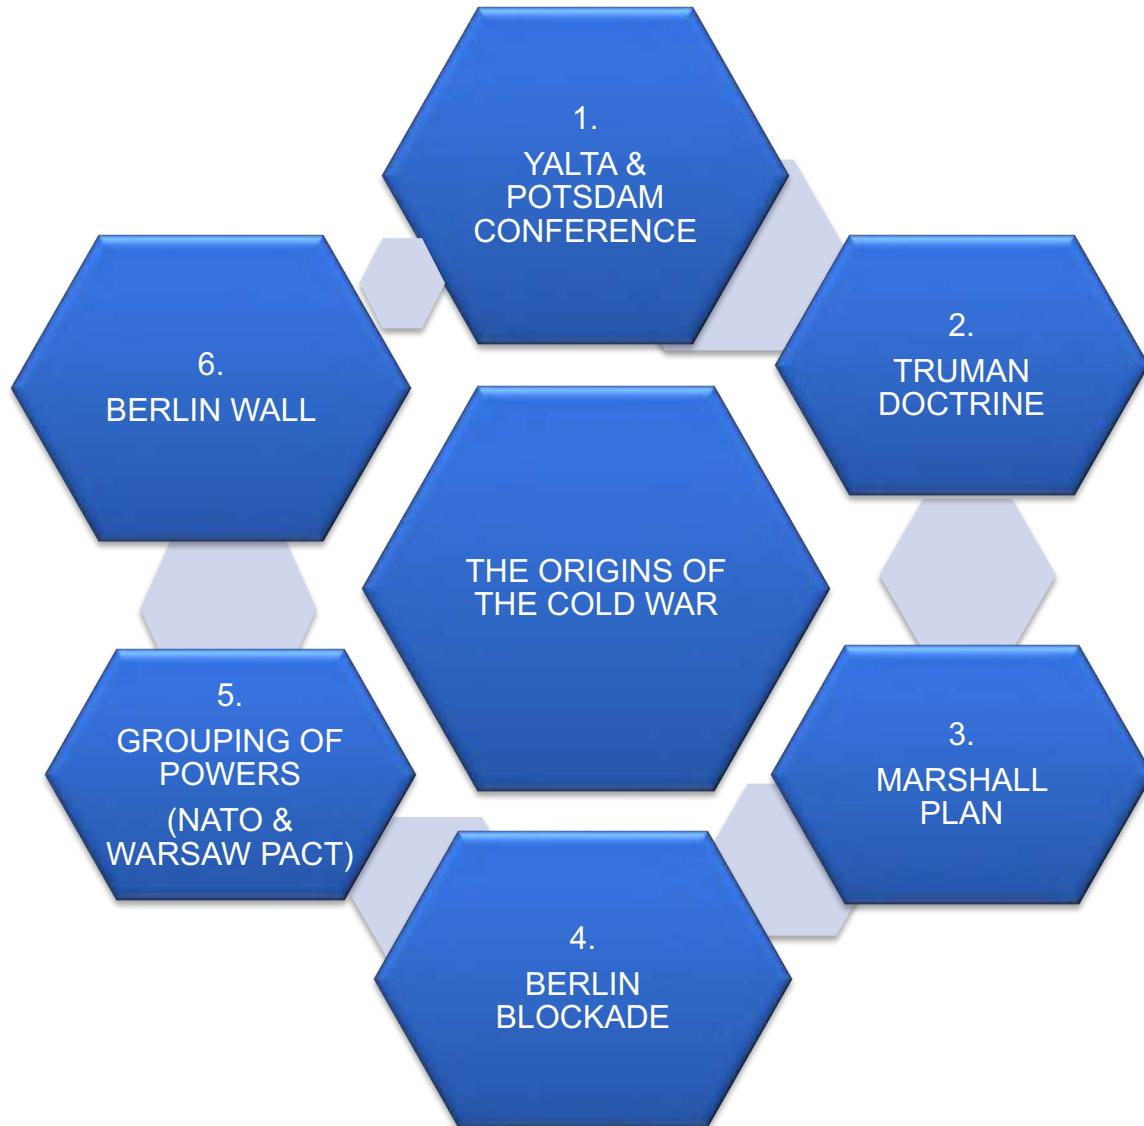 1.
YALTA &
POTSDAM
CONFERENCE
2.
TRUMAN
DOCTRINE
3.
MARSHALL
PLAN
4.
BERLIN
BLOCKADE
5.
GROUPING OF
POWERS
(NATO &
WARSAW PACT)
6.
BERLIN WALL
THE ORIGINS OF
THE COLD WAR